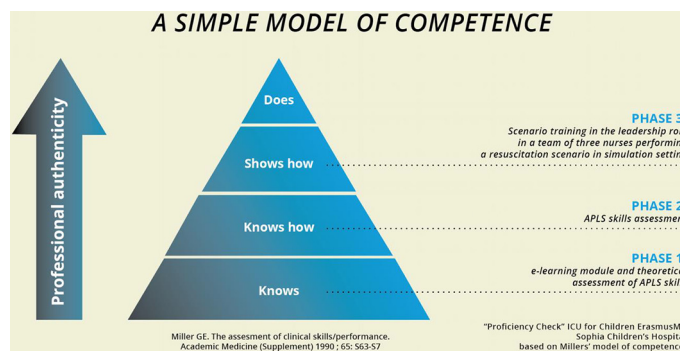 A SIMPLE MODEL OF COMPETENCE
Professional authenticity
Does
Shows how
Knows how
Knows
PHASE 3
Scenario training in the leadership
in a team of three nurses
a resuscitation scenario in simulation
PHASE 2
APLS skills
PHASE 1
e-learning module and
assessment of APLS
Miller GE. The assesment of clinical skills/performance.
Academic Medicine (Supplement) 1990 ; 65: S63-S7
"Proficiency Check" ICU for Children
Sophia Children's
based on Millers' model of